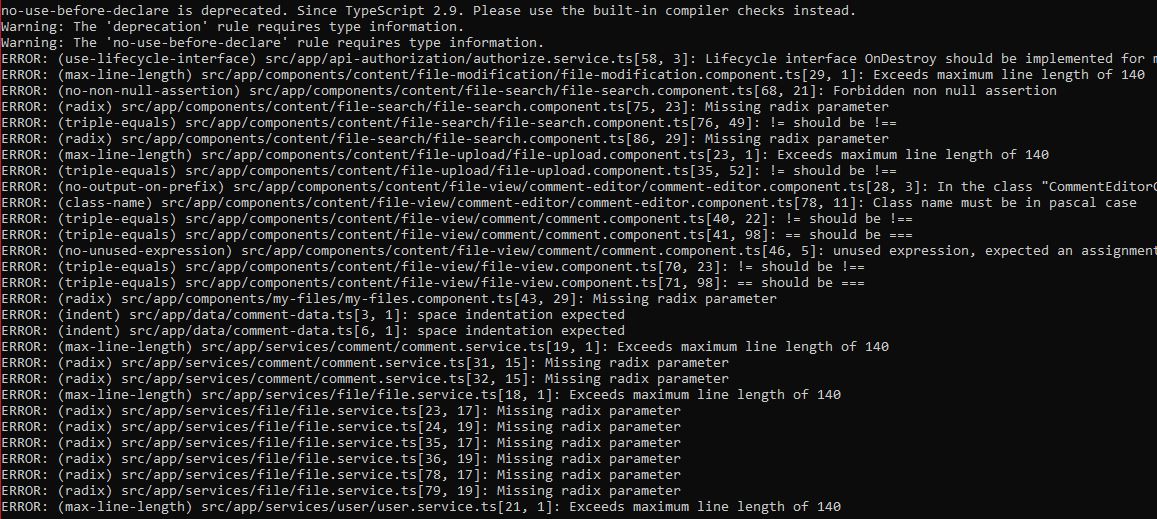 no-use-before-declare is deprecated. Since TypeScript 2.9. Please use the built-in compiler checks instead.
Warning: The 'deprecation' rule requires type information.
Warning: The 'no-use-before-declare' rule requires type information.
ERROR: (use-lifecycle-interface) src/app/api-authorization/authorize.service.ts[58, 3]: Lifecycle interface OnDestroy should be implemented for m
ERROR: (max-line-length) src/app/components/content/file-modification/file-modification.component.ts[29, 1]: Exceeds maximum line length of 140
ERROR: (no-non-null-assertion) src/app/components/content/file-search/file-search.component.ts[68, 21]: Forbidden non null assertion
ERROR: (radix) src/app/components/content/file-search/file-search.component.ts[75, 23]: Missing radix parameter
ERROR: (triple-equals) src/app/components/content/file-search/file-search.component.ts[76, 49]: != should be !==
ERROR: (radix) src/app/components/content/file-search/file-search.component.ts[86, 29]: Missing radix parameter
ERROR: (max-line-length) src/app/components/content/file-upload/file-upload.component.ts[23, 1]: Exceeds maximum line length of 140
ERROR: (triple-equals) src/app/components/content/file-upload/file-upload.component.ts[35, 52]: != should be !==
ERROR: (no-output-on-prefix) src/app/components/content/file-view/comment-editor/comment-editor.component.ts[28, 3]: In the class "CommentEditorC
ERROR: (class-name) src/app/components/content/file-view/comment-editor/comment-editor.component.ts[78, 11]: Class name must be in pascal case
ERROR: (triple-equals) src/app/components/content/file-view/comment/comment.component.ts[40, 22]: != should be !==
ERROR: (triple-equals) src/app/components/content/file-view/comment/comment.component.ts[41, 98]: == should be ===
ERROR: (no-unused-expression) src/app/components/content/file-view/comment/comment.component.ts[46, 5]: unused expression, expected an assignment
ERROR: (triple-equals) src/app/components/content/file-view/file-view.component.ts[70, 23]: != should be !==
ERROR: (triple-equals) src/app/components/content/file-view/file-view.component.ts[71, 98]: == should be ===
ERROR: (radix) src/app/components/my-files/my-files.component.ts[43, 29]: Missing radix parameter
ERROR: (indent) src/app/data/comment-data.ts[3, 1]: space indentation expected
ERROR: (indent) src/app/data/comment-data.ts[6, 1]: space indentation expected
ERROR: (max-line-length) src/app/services/comment/comment.service.ts[19, 1]: Exceeds maximum line length of 140
ERROR: (radix) src/app/services/comment/comment.service.ts[31, 15]: Missing radix parameter
ERROR: (radix) src/app/services/comment/comment.service.ts[32, 15]: Missing radix parameter
ERROR: (max-line-length) src/app/services/file/file.service.ts[18, 1]: Exceeds maximum line length of 140
ERROR: (radix) src/app/services/file/file.service.ts[23, 17]: Missing radix parameter
ERROR: (radix) src/app/services/file/file.service.ts[24, 19]: Missing radix parameter
ERROR: (radix) src/app/services/file/file.service.ts[35, 17]: Missing radix parameter
ERROR: (radix) src/app/services/file/file.service.ts[36, 19]: Missing radix parameter
ERROR: (radix) src/app/services/file/file.service.ts[78, 17]: Missing radix parameter
ERROR: (radix) src/app/services/file/file.service.ts[79, 19]: Missing radix parameter
ERROR: (max-line-length) src/app/services/user/user.service.ts[21, 1]: Exceeds maximum line length of 140